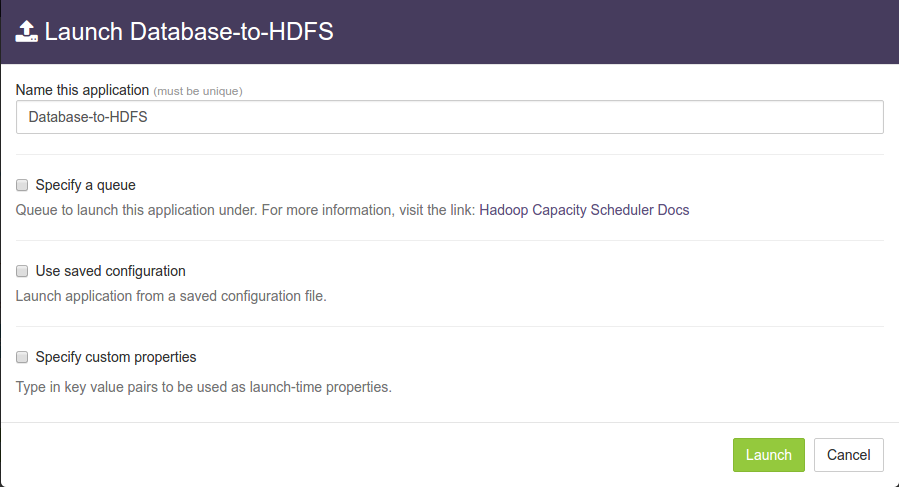 Launch Database-to-HDFS
Name this application (must be unique)
Database-to-HDFS
Specify a queue
Queue to launch this application under. For more information, visit the link: Hadoop Capacity Scheduler Docs
Use saved configuration
Launch application from a saved configuration file.
Specify custom properties
Type in key value pairs to be used as launch-time properties.
Launch Cancel